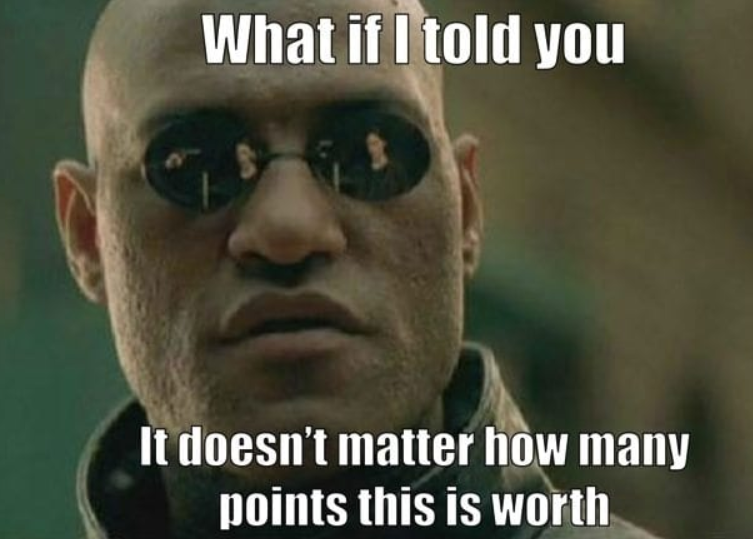 What if I told you
It doesn't matter how many
points this is worth